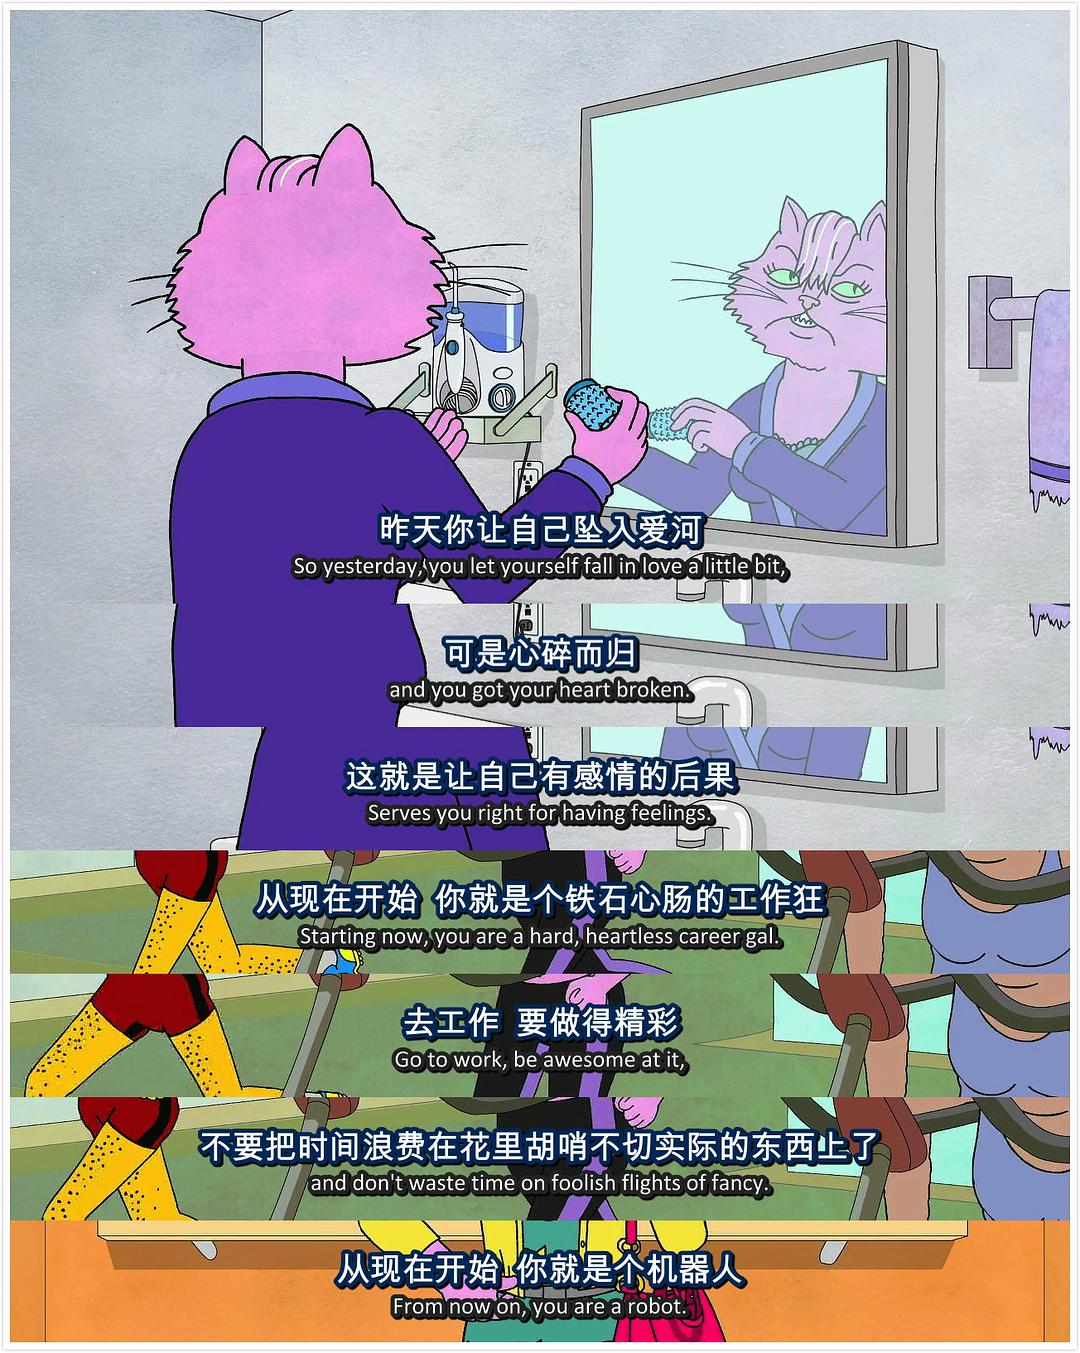 昨天你让自己坠入爱河
So yesterday, you let yourself fall in love a little bit,
可是心碎而归
and you got your heart broken.
这就是让自己有感情的后果
Serves you right for having feelings.
从现在开始 你就是个铁石心肠的工作狂
Starting now, you are a hard, heartless career gal.
去工作 要做得精彩
Go to work, be awesome at it,
不要把时间浪费在花里胡哨不切实际的东西上了
and don't waste time on foolish flights of fancy.
从现在开始 你就是个机器人
From now on, you are a robot.